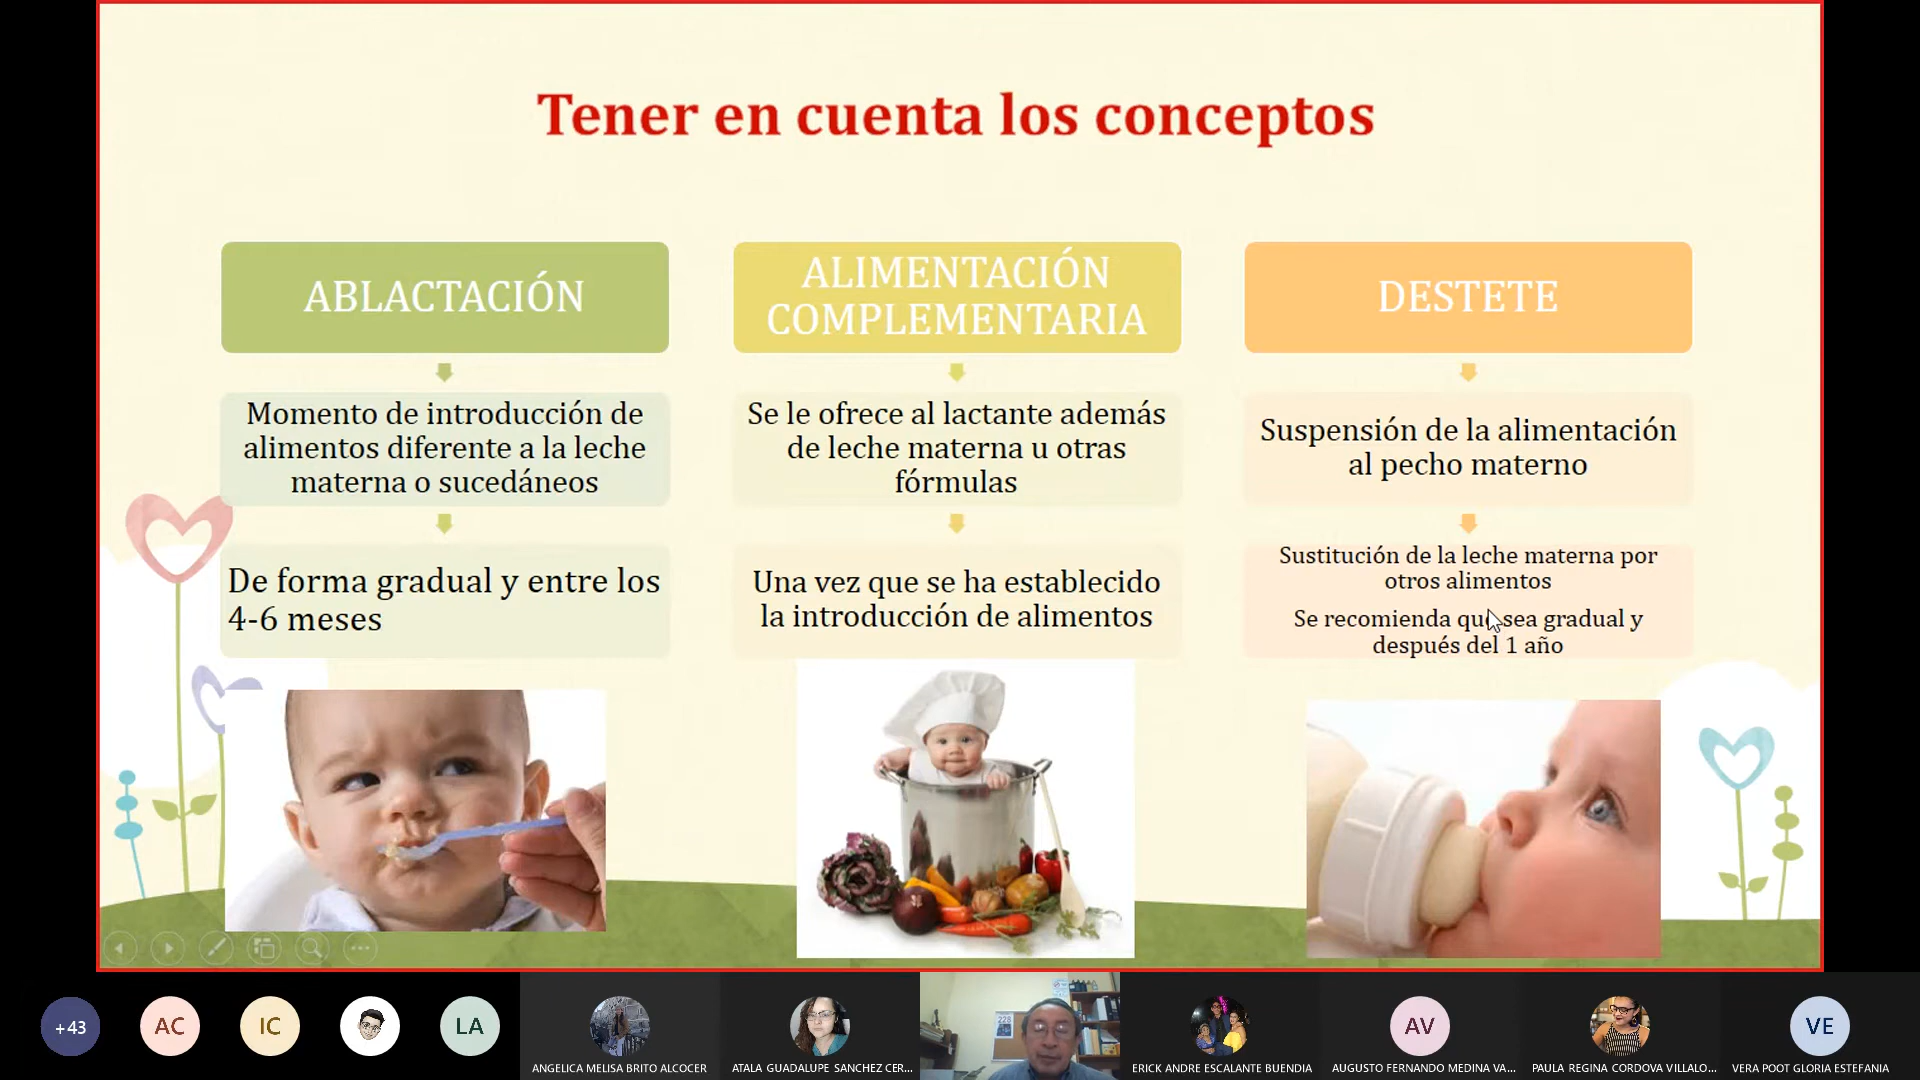 Tener en cuenta los conceptos
ABLACTACIÓN
Momento de introducción de
alimentos diferente a la leche
materna o sucedáneos
De forma gradual y entre los
4-6 meses
ALIMENTACIÓN
COMPLEMENTARIA
Se le ofrece al lactante además
de leche materna u otras
fórmulas
Una vez que se ha establecido
la introducción de alimentos
DESTETE
Suspensión de la alimentación
al pecho materno
Sustitución de la leche materna por
otros alimentos
Se recomienda que sea gradual y
después del 1 año
+43
AC
IC
LA
ANGELICA MELISA BRITO ALCOCER
ATALA GUADALUPE SANCHEZ CER...
228
ERICK ANDRE ESCALANTE BUENDIA
AV
AUGUSTO FERNANDO MEDINA VA...
PAULA REGINA CORDOVA VILLALO...
VE
VERA POOT GLORIA ESTEFANIA